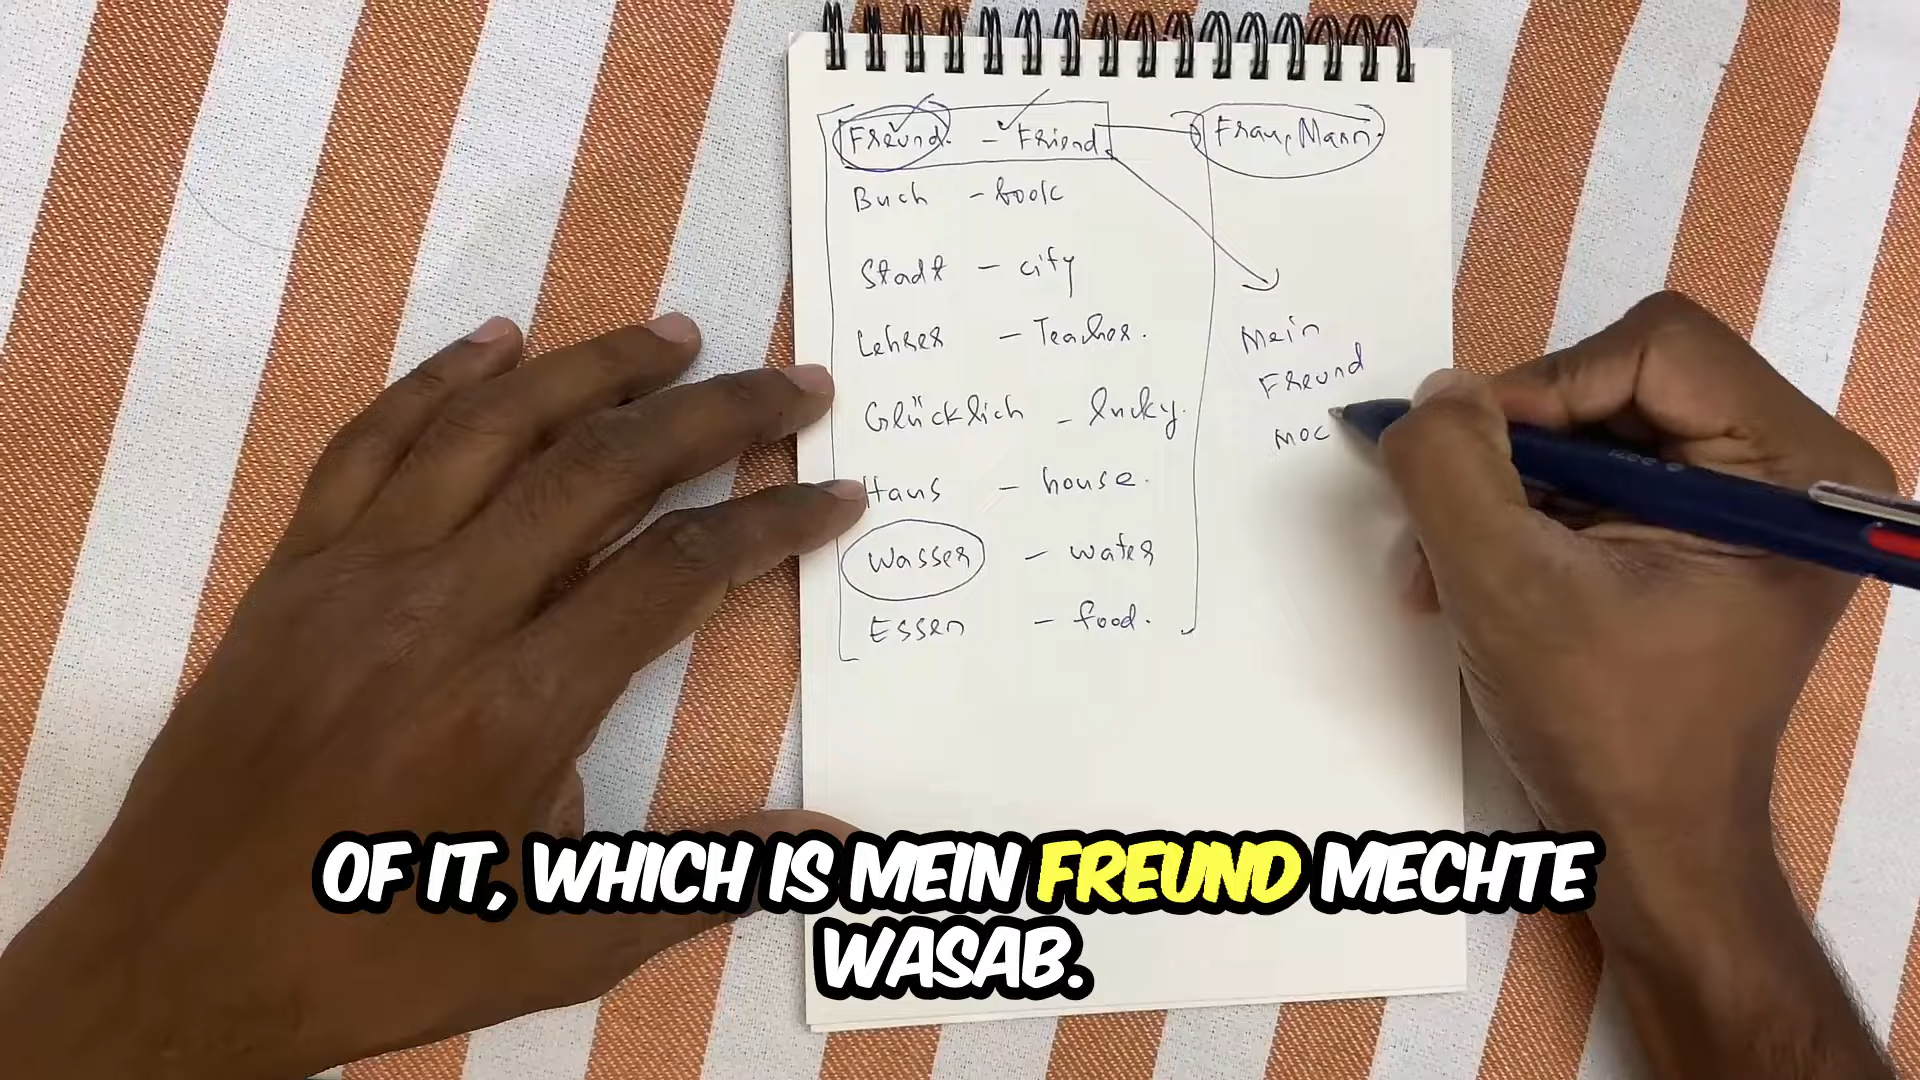 Freund. - Friend.
Frau, Mann.
Buch - book
Stadt - city
Lehrer - Teacher.
Mein
Freund
moc
Glücklich - lucky.
Haus - house.
Wasser - water
Essen - food.
OF IT, WHICH IS MEIN FREUND MECHTE
WASAB.